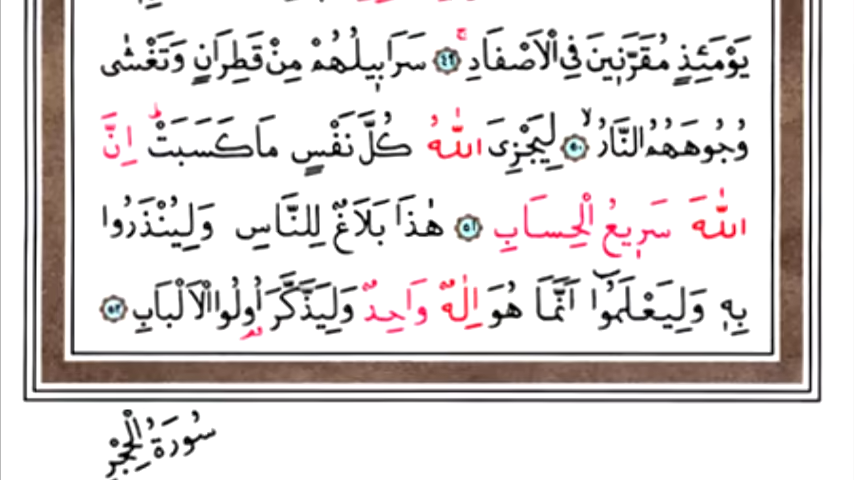 يَوْمَئِذٍ مُقَرَّنٖينَ فِي الْاَصْفَادِۚ ﴿٤٩﴾ سَرَابٖيلُهُمْ مِنْ قَطِرَانٍ وَتَغْشٰى
وُجُوهَهُمُ النَّارُۙ ﴿٥٠﴾ لِيَجْزِيَ اللّٰهُ كُلَّ نَفْسٍ مَا كَسَبَتْؕ اِنَّ
اللّٰهَ سَرٖيعُ الْحِسَابِ ﴿٥١﴾ هٰذَا بَلَاغٌ لِلنَّاسِ وَلِيُنْذَرُوا
بِهٖ وَلِيَعْلَمُٓوا اَنَّمَا هُوَ اِلٰهٌ وَاحِدٌ وَلِيَذَّكَّرَ اُو۬لُوا الْاَلْبَابِ ﴿٥٢﴾
سُورَةُ الْحِجْرِ